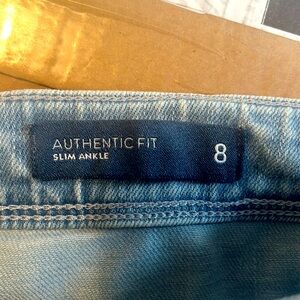 AUTHENTIC FIT
SLIM ANKLE
8